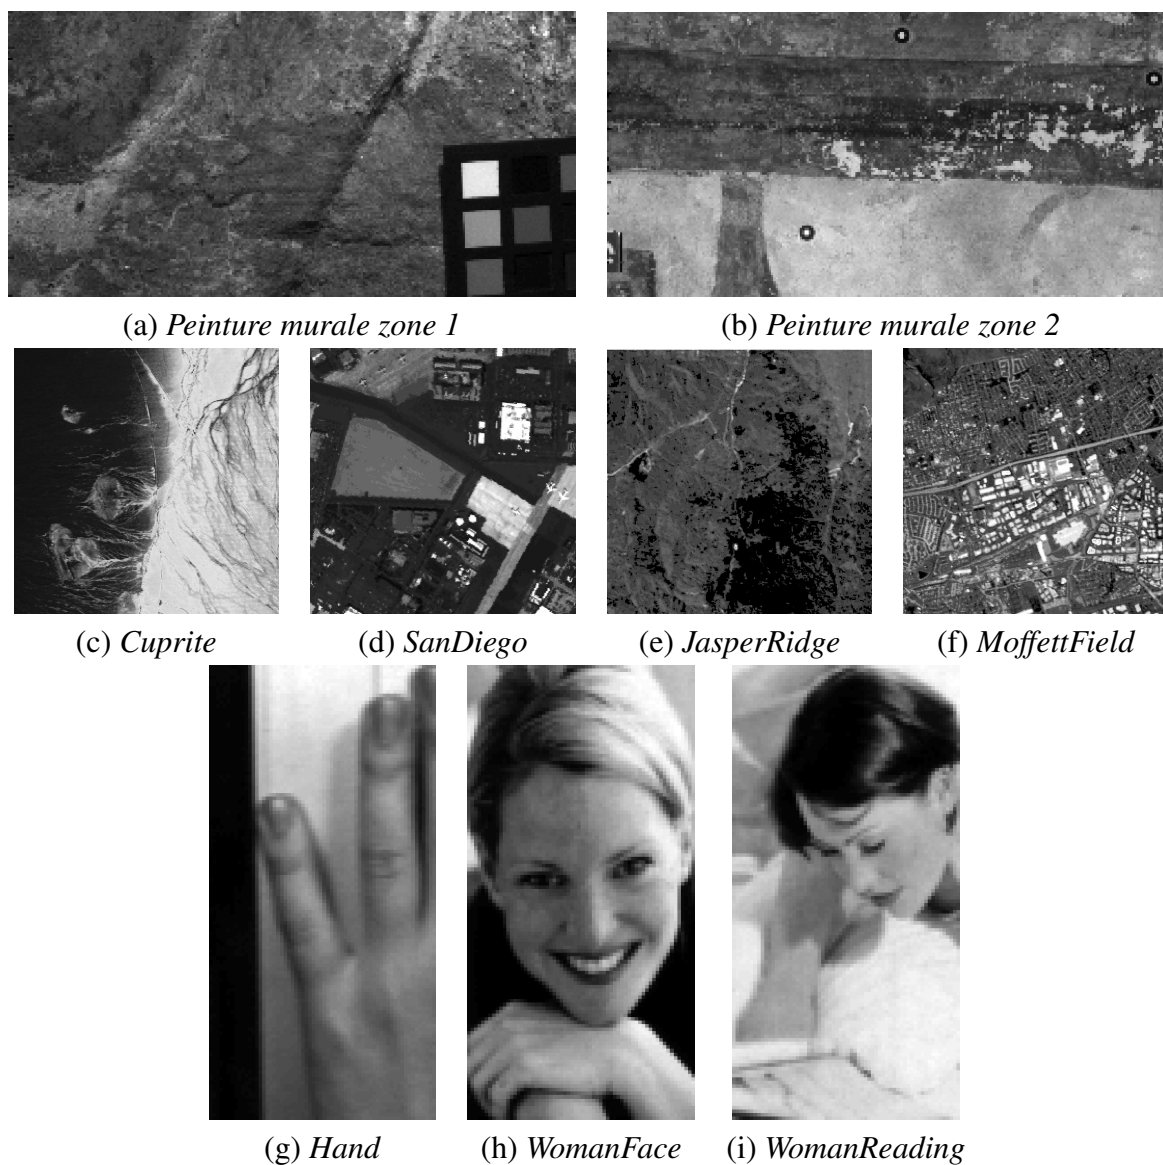 (a) Peinture murale zone 1
(b) Peinture murale zone 2
(c) Cuprite
(d) SanDiego
(e) JasperRidge
(f) MoffettField
(g) Hand
(h) WomanFace
(i) WomanReading